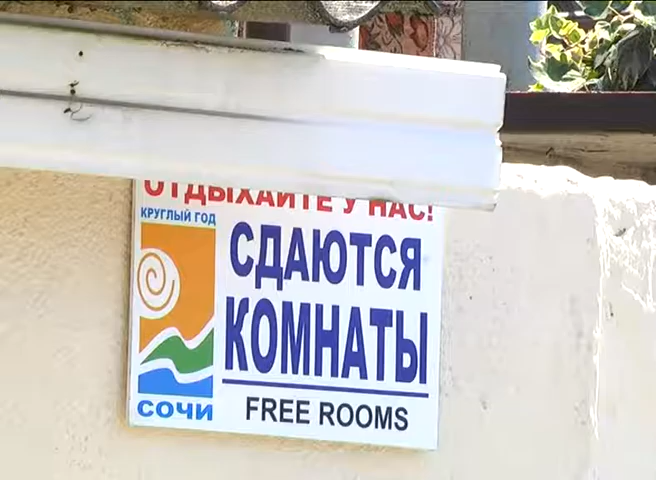 ОТДЫХАЙТЕ У НАС!
КРУГЛЫЙ ГОД
СДАЮТСЯ
КОМНАТЫ
СОЧИ
FREE ROOMS